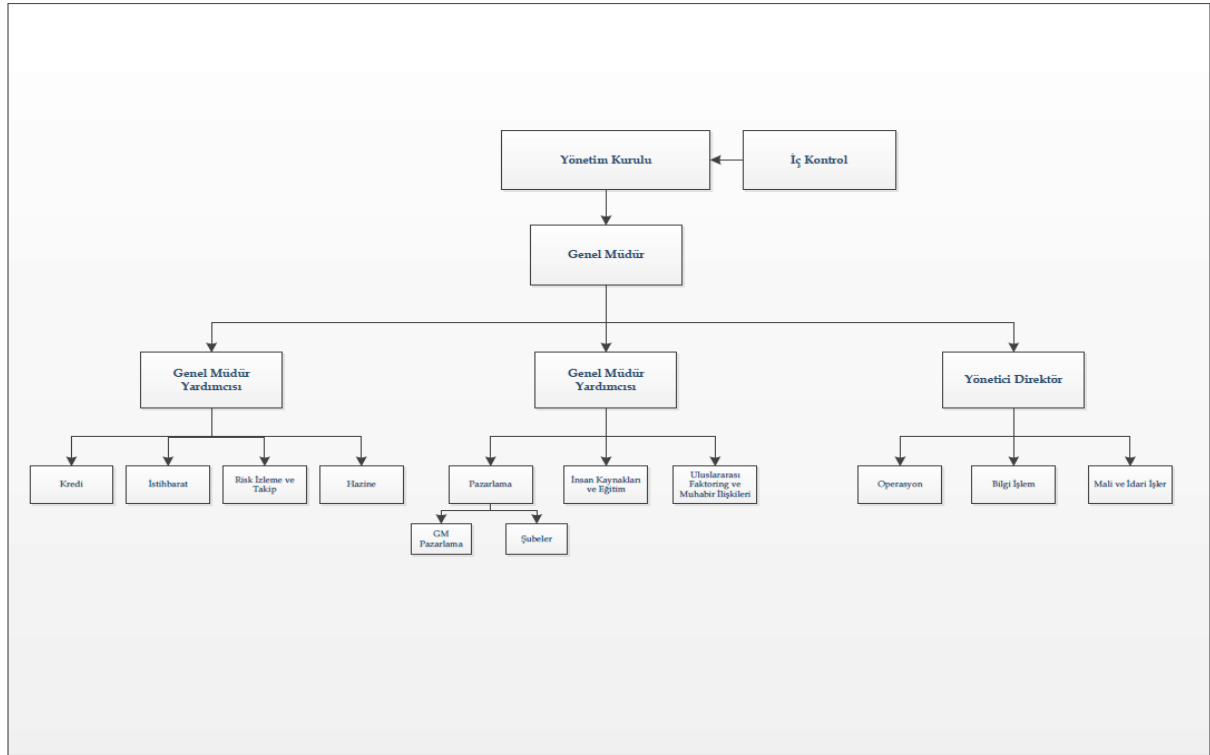 Yönetim Kurulu
İç Kontrol
Genel Müdür
Genel Müdür
Yardımcısı
Genel Müdür
Yardımcısı
Yönetici Direktör
Kredi
İstihbarat
Risk İzleme ve
Takip
Hazine
Pazarlama
İnsan Kaynakları
ve Eğitim
Uluslararası
Faktoring ve
Muhabir İlişkileri
Operasyon
Bilgi İşlem
Mali ve İdari İşler
GM
Pazarlama
Şubeler